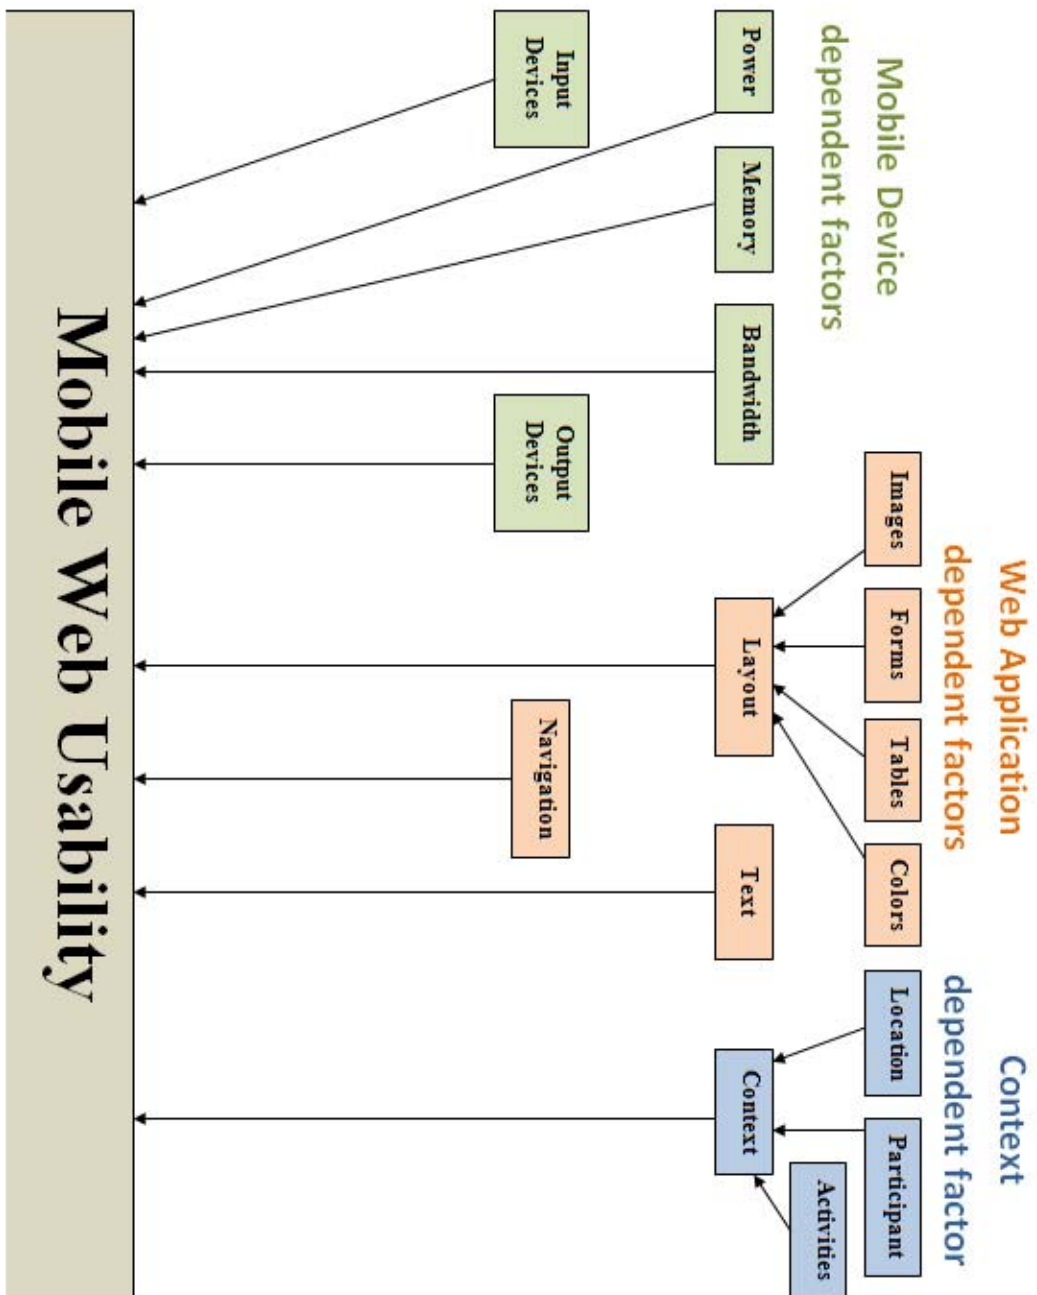 Mobile Device
dependent factors
Power
Memory
Bandwidth
Input
Devices
Output
Devices
Web Application
dependent factors
Images
Forms
Tables
Colors
Layout
Navigation
Text
Context
dependent factor
Location
Participant
Activities
Context
Mobile Web Usability